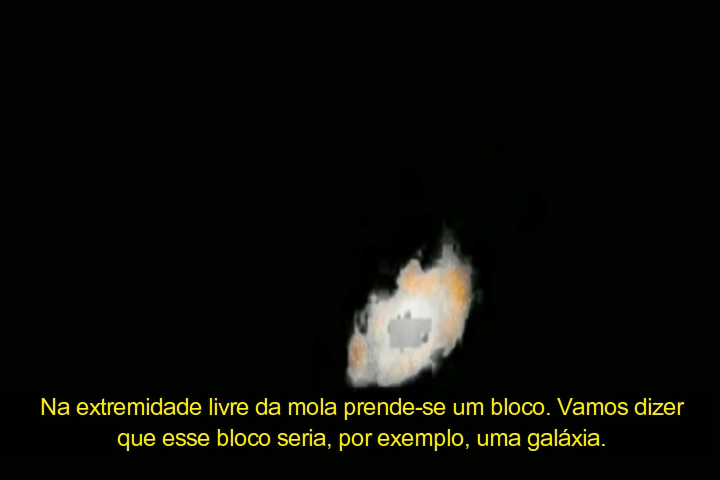 Na extremidade livre da mola prende-se um bloco. Vamos dizer
que esse bloco seria, por exemplo, uma galáxia.